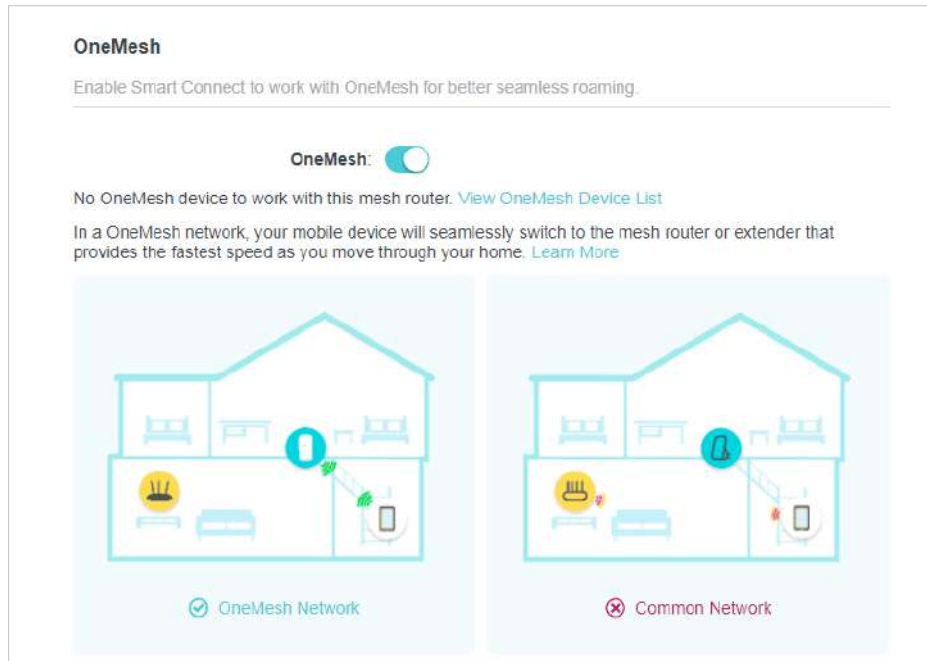 OneMesh
Enable Smart Connect to work with OneMesh for better seamless roaming.
OneMesh:
No OneMesh device to work with this mesh router. View OneMesh Device List
In a OneMesh network, your mobile device will seamlessly switch to the mesh router or extender that
provides the fastest speed as you move through your home. Learn More
OneMesh Network
Common Network